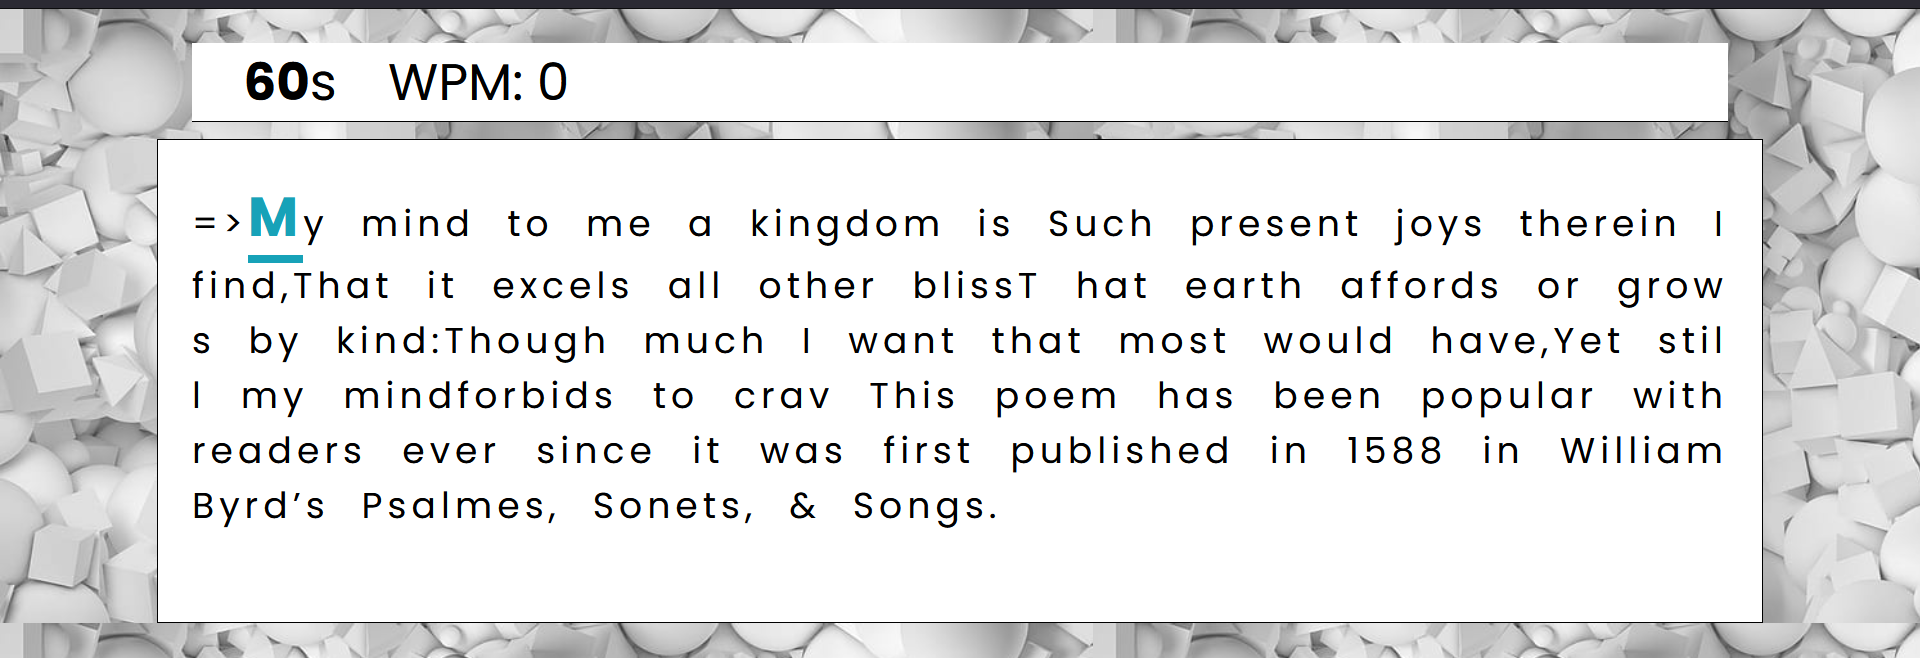 60s WPM: 0
=>My mind to me a kingdom is Such present joys therein I
find,That it excels all other blissT hat earth affords or grow
s by kind:Though much I want that most would have,Yet stil
l my mindforbids to crav This poem has been popular with
readers ever since it was first published in 1588 in William
Byrd’s Psalmes, Sonets, & Songs.